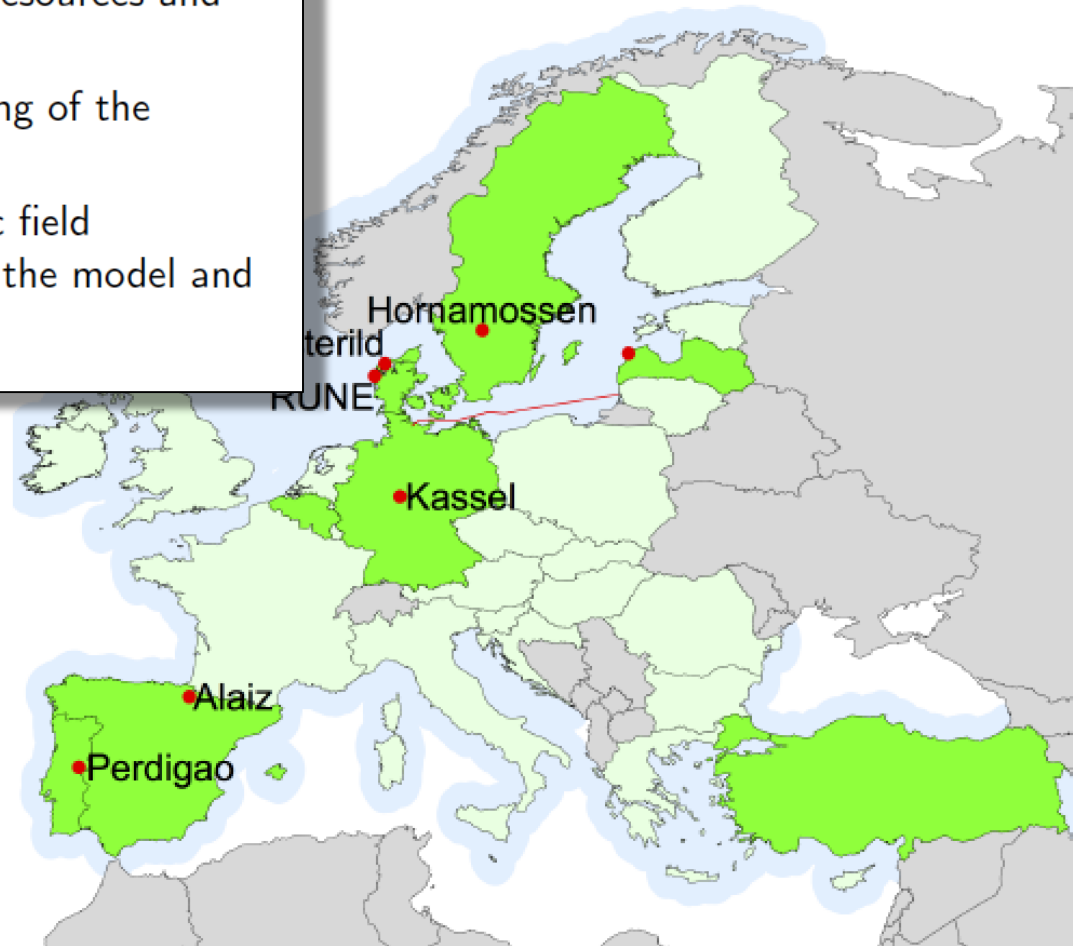 esources and
ng of the
c field
the model and
Hornamossen
terild
RUNE
Kassel
Alaiz
Perdigao